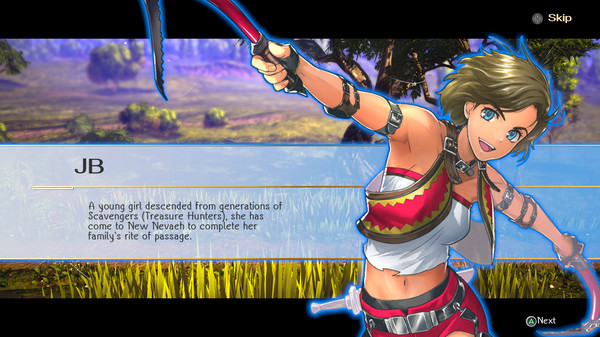 Skip
JB
A young girl descended from generations of
Scavengers (Treasure Hunters), she has
come to New Nevaeh to complete her
family's rite of passage.
Next